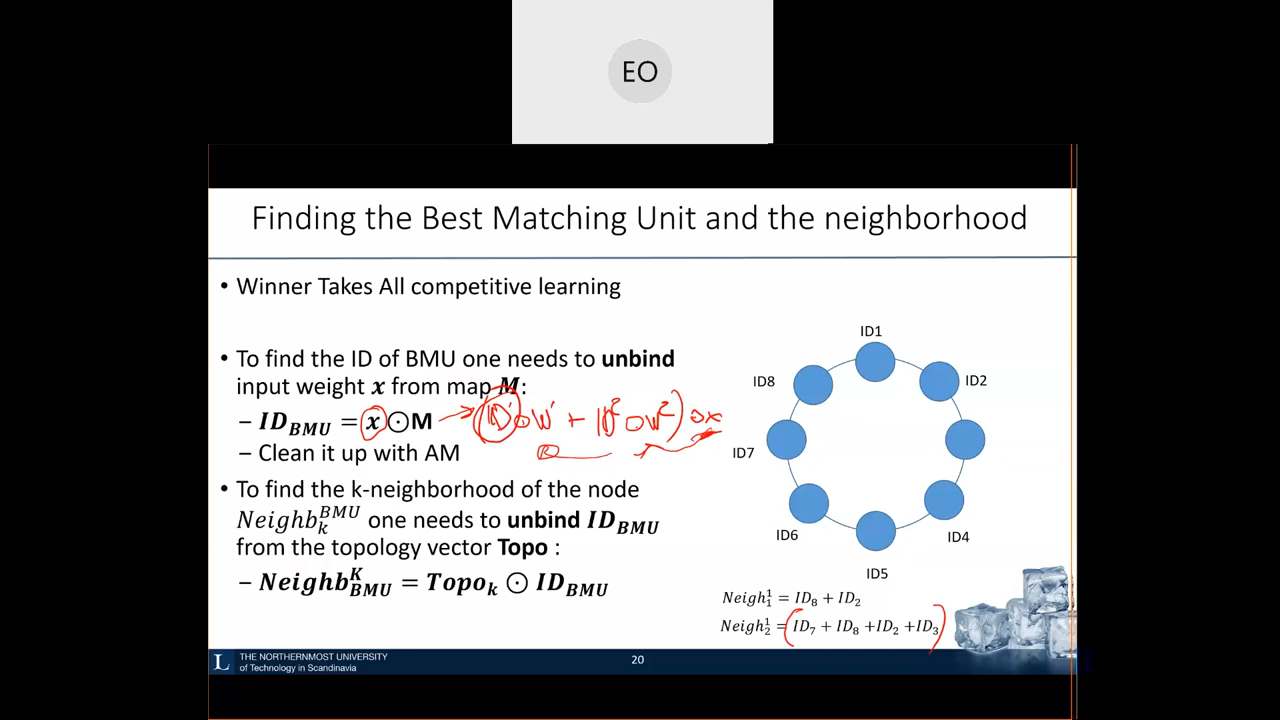 EO
Finding the Best Matching Unit and the neighborhood
• Winner Takes All competitive learning
• To find the ID of BMU one needs to unbind
input weight x from map M:
– ID_BMU = x ⊙ M → ID¹ ⊙ W¹ + ID² ⊙ W²) ⊙ x
– Clean it up with AM
• To find the k-neighborhood of the node
Neighb_k^BMU one needs to unbind ID_BMU
from the topology vector Topo :
– Neighb_BMU^K = Topo_k ⊙ ID_BMU
ID1
ID2
ID8
ID7
ID6
ID4
ID5
Neigh_1^1 = ID_8 + ID_2
Neigh_2^1 = (ID_7 + ID_8 +ID_2 +ID_3)
L THE NORTHERNMOST UNIVERSITY
of Technology in Scandinavia
20